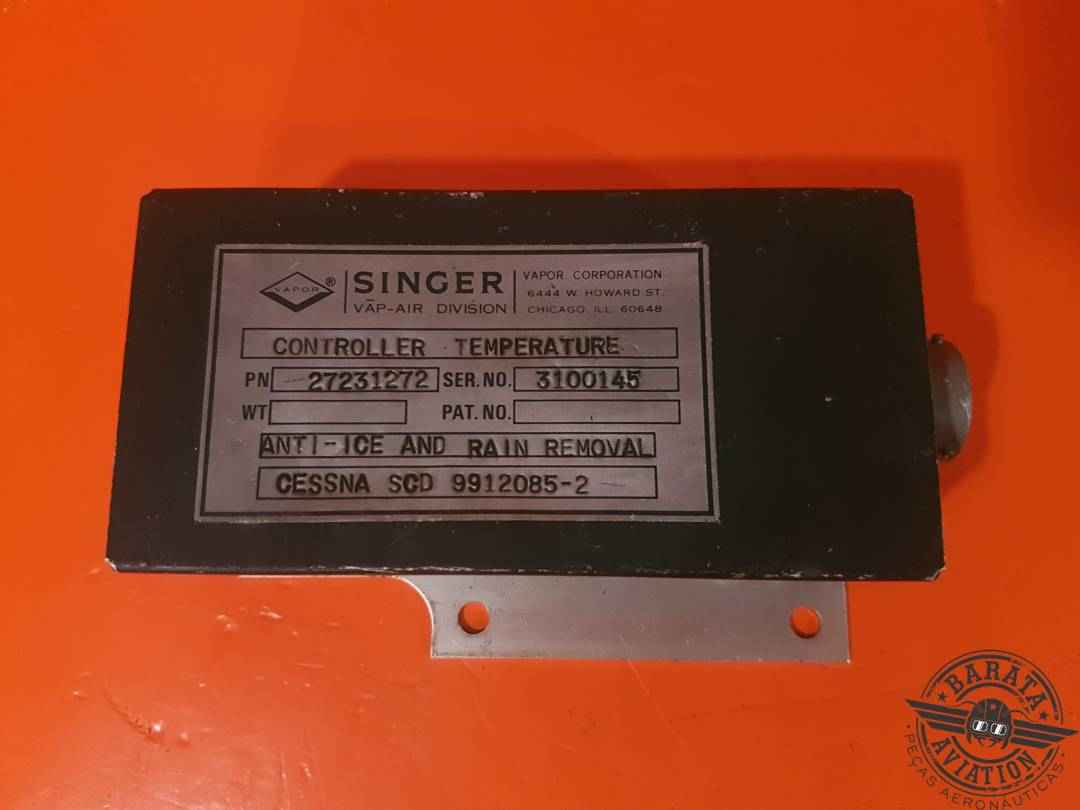 VAPOR ®
SINGER
VĀP-AIR DIVISION
VAPOR CORPORATION
6444 W. HOWARD ST.
CHICAGO, ILL. 60648
CONTROLLER TEMPERATURE
PN 27231272 SER. NO. 3100145
WT PAT. NO.
ANTI-ICE AND RAIN REMOVAL
CESSNA SCD 9912085-2
BARATA
AVIATION
PEÇAS AERONÁUTICAS